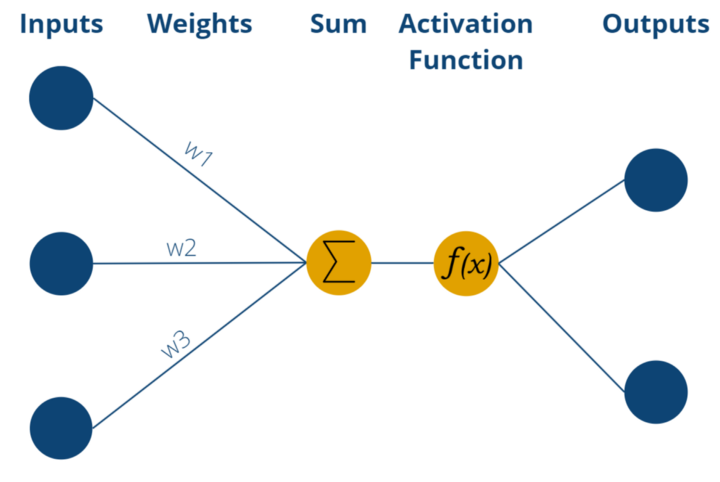 Inputs Weights Sum Activation Outputs
Function
w1
w2
Σ f(x)
w3